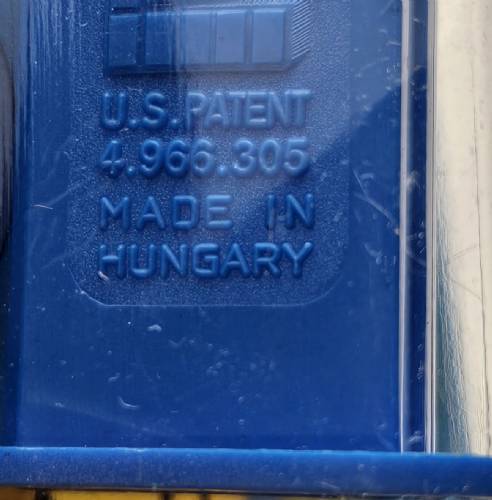 U.S.PATENT
4.966.305
MADE IN
HUNGARY